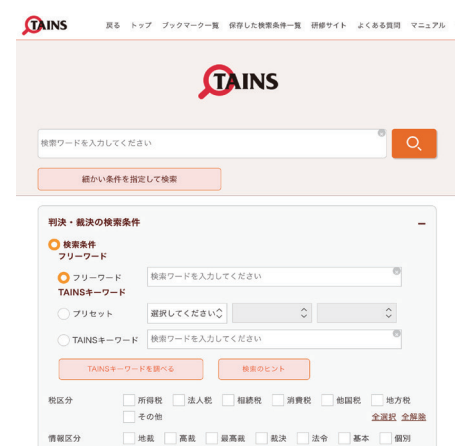 TAINS 戻る トップ ブックマーク一覧 保存した検索条件一覧 研修サイト よくある質問 マニュアル
TAINS
検索ワードを入力してください
細かい条件を指定して検索
判決・裁決の検索条件
検索条件
フリーワード
フリーワード 検索ワードを入力してください
TAINSキーワード
プリセット 選択してください
TAINSキーワード 検索ワードを入力してください
TAINSキーワードを調べる 検索のヒント
税区分 所得税 法人税 相続税 消費税 他国税 地方税
その他 全選択 全解除
情報区分 地裁 高裁 最高裁 裁決 法令 基本 個別